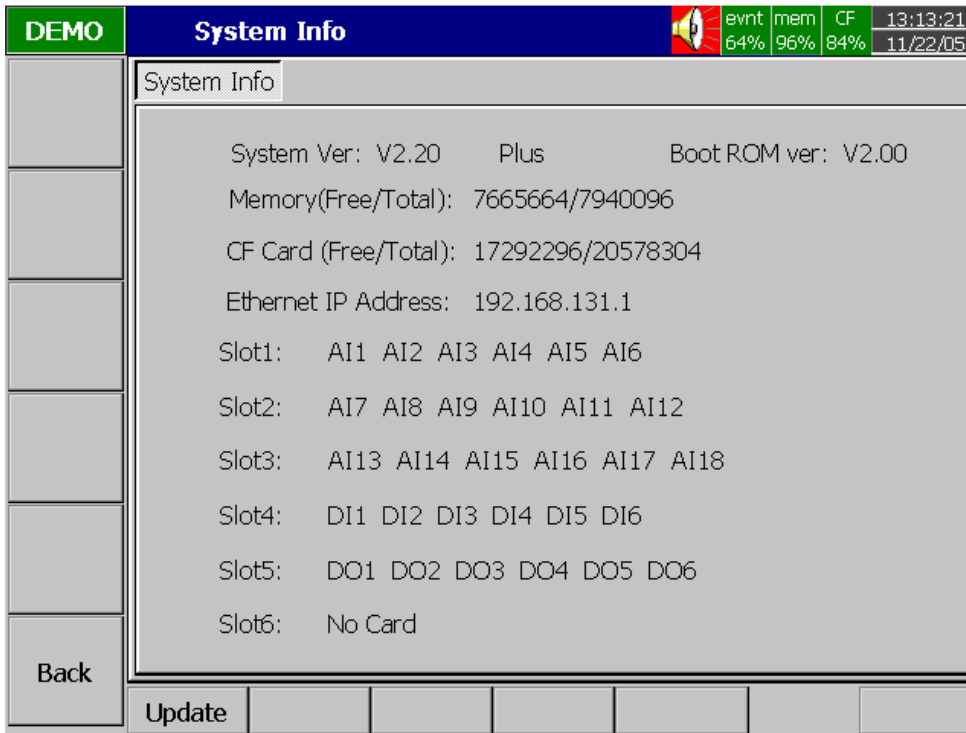 DEMO System Info evnt mem CF 13:13:21
64% 96% 84% 11/22/05
System Info
System Ver: V2.20 Plus Boot ROM ver: V2.00
Memory(Free/Total): 7665664/7940096
CF Card (Free/Total): 17292296/20578304
Ethernet IP Address: 192.168.131.1
Slot1: AI1 AI2 AI3 AI4 AI5 AI6
Slot2: AI7 AI8 AI9 AI10 AI11 AI12
Slot3: AI13 AI14 AI15 AI16 AI17 AI18
Slot4: DI1 DI2 DI3 DI4 DI5 DI6
Slot5: DO1 DO2 DO3 DO4 DO5 DO6
Slot6: No Card
Back
Update